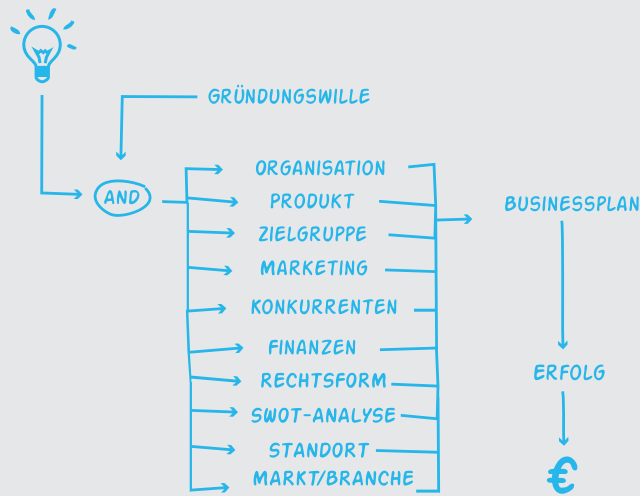 GRÜNDUNGSWILLE
AND
ORGANISATION
PRODUKT
ZIELGRUPPE
MARKETING
KONKURRENTEN
FINANZEN
RECHTSFORM
SWOT-ANALYSE
STANDORT
MARKT/BRANCHE
BUSINESSPLAN
ERFOLG
€